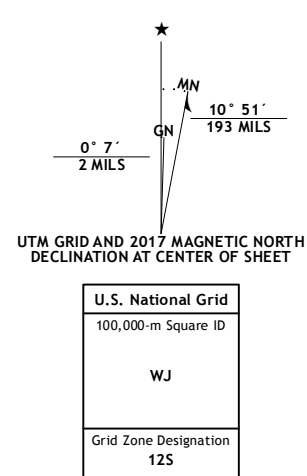 ★
MN
GN
10° 51´
193 MILS
0° 7´
2 MILS
UTM GRID AND 2017 MAGNETIC NORTH
DECLINATION AT CENTER OF SHEET
U.S. National Grid
100,000-m Square ID
WJ
Grid Zone Designation
12S